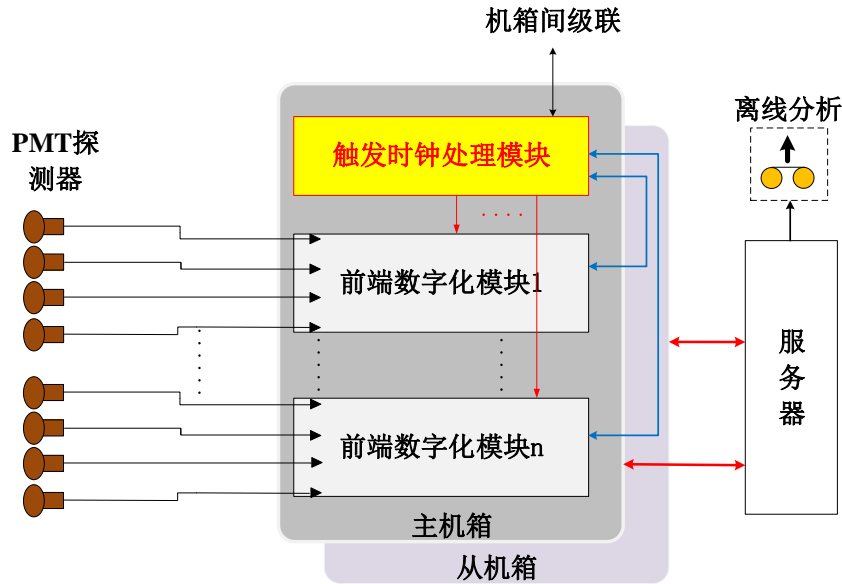 机箱间级联
PMT探
测器
触发时钟处理模块
离线分析
前端数字化模块1
服
务
器
前端数字化模块n
主机箱
从机箱